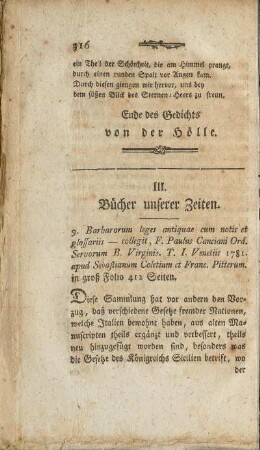 316
ein Theil der Schönheit, die am Himmel prangt,
durch einen runden Spalt vor Augen kam.
Durch diesen giengen wir hervor, uns bey
dem süßen Blick des Sternen-Heers zu freun.
Ende des Gedichts
von der Hölle.
III.
Bücher unserer Zeiten.
9. Barbarorum leges antiquae cum notis et
glossariis — collegit, F. Paulus Canciani Ord.
Servorum B. Virginis. T. I. Venetiis 1781.
apud Sebastianum Coletium et Franc. Pitterum.
in groß Folio 412 Seiten.
Diese Sammlung hat vor andern den Vor-
zug, daß verschiedene Gesetze fremder Nationen,
welche Italien bewohnt haben, aus alten Ma-
nuscripten theils ergänzt und verbessert, theils
neu hinzugefügt worden sind, besonders was
die Gesetze des Königreichs Sicilien betrift, wo
der